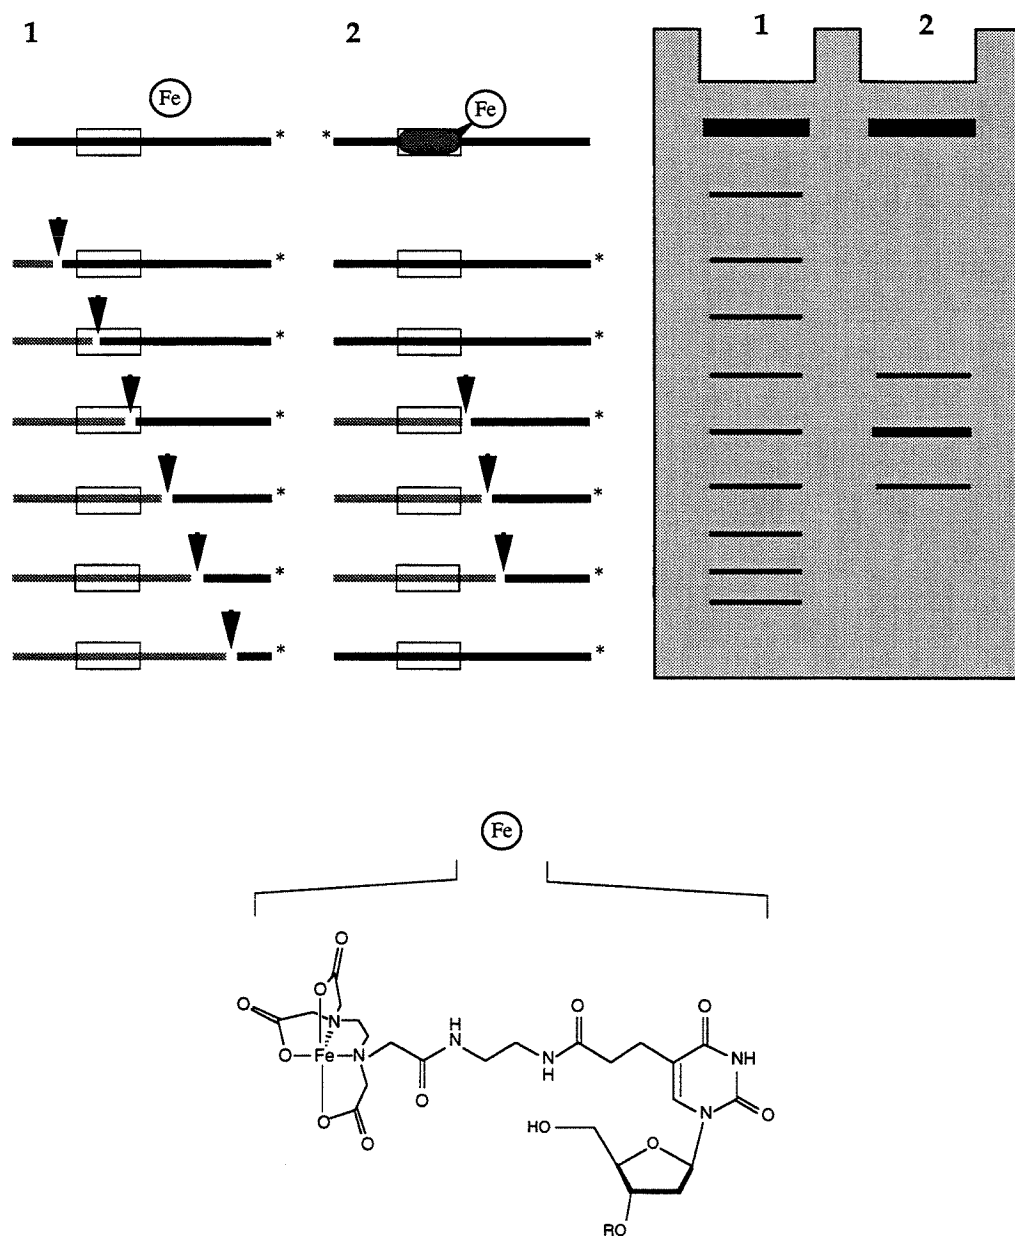 1 2 1 2
Fe Fe
* *
* *
* *
* *
* *
* *
* *
Fe
O
O O
N H O O
O Fe N N N NH
O H
O O N O
O HO O
RO